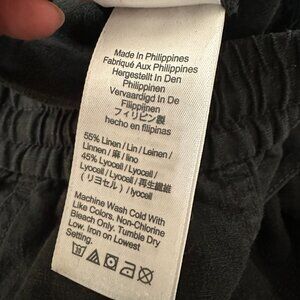 Made In Philippines
Fabriqué Aux Philippines
Hergestellt In Den
Philippinen
Vervaardigd In De
Filippijnen
フィリピン製
hecho en filipinas
55% Linen / Lin / Leinen /
Linnen / 麻 / lino
45% Lyocell / Lyocell /
Lyocell / Lyocell / 再生繊維
(リヨセル) / lyocell
Machine Wash Cold With
Like Colors. Non-Chlorine
Bleach Only. Tumble Dry
Low. Iron on Lowest
Setting.